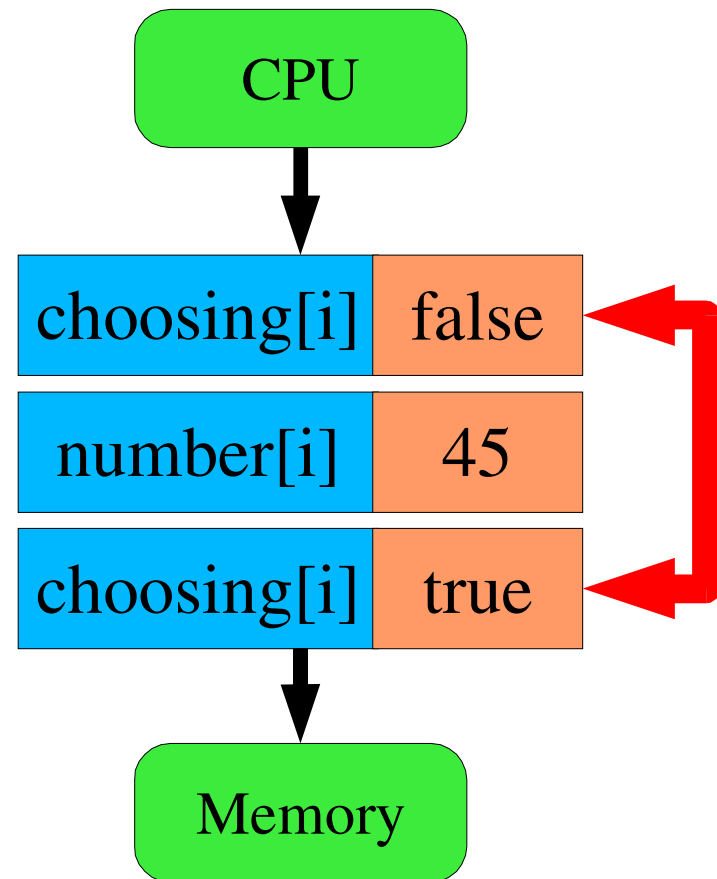 CPU
choosing[i] false
number[i] 45
choosing[i] true
Memory